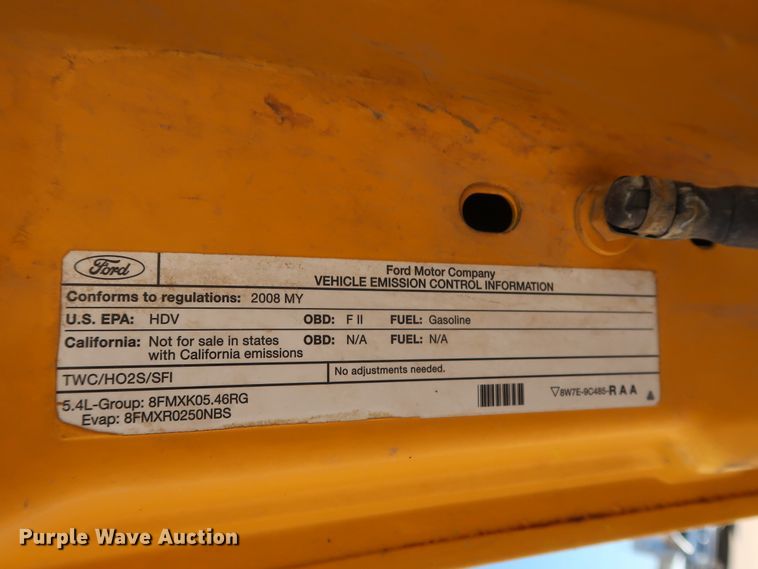 Ford
Ford Motor Company
VEHICLE EMISSION CONTROL INFORMATION
Conforms to regulations: 2008 MY
U.S. EPA: HDV OBD: F II FUEL: Gasoline
California: Not for sale in states with California emissions OBD: N/A FUEL: N/A
TWC/HO2S/SFI
No adjustments needed.
5.4L-Group: 8FMXK05.46RG
Evap: 8FMXR0250NBS
8W7E-9C485-RAA
Purple Wave Auction